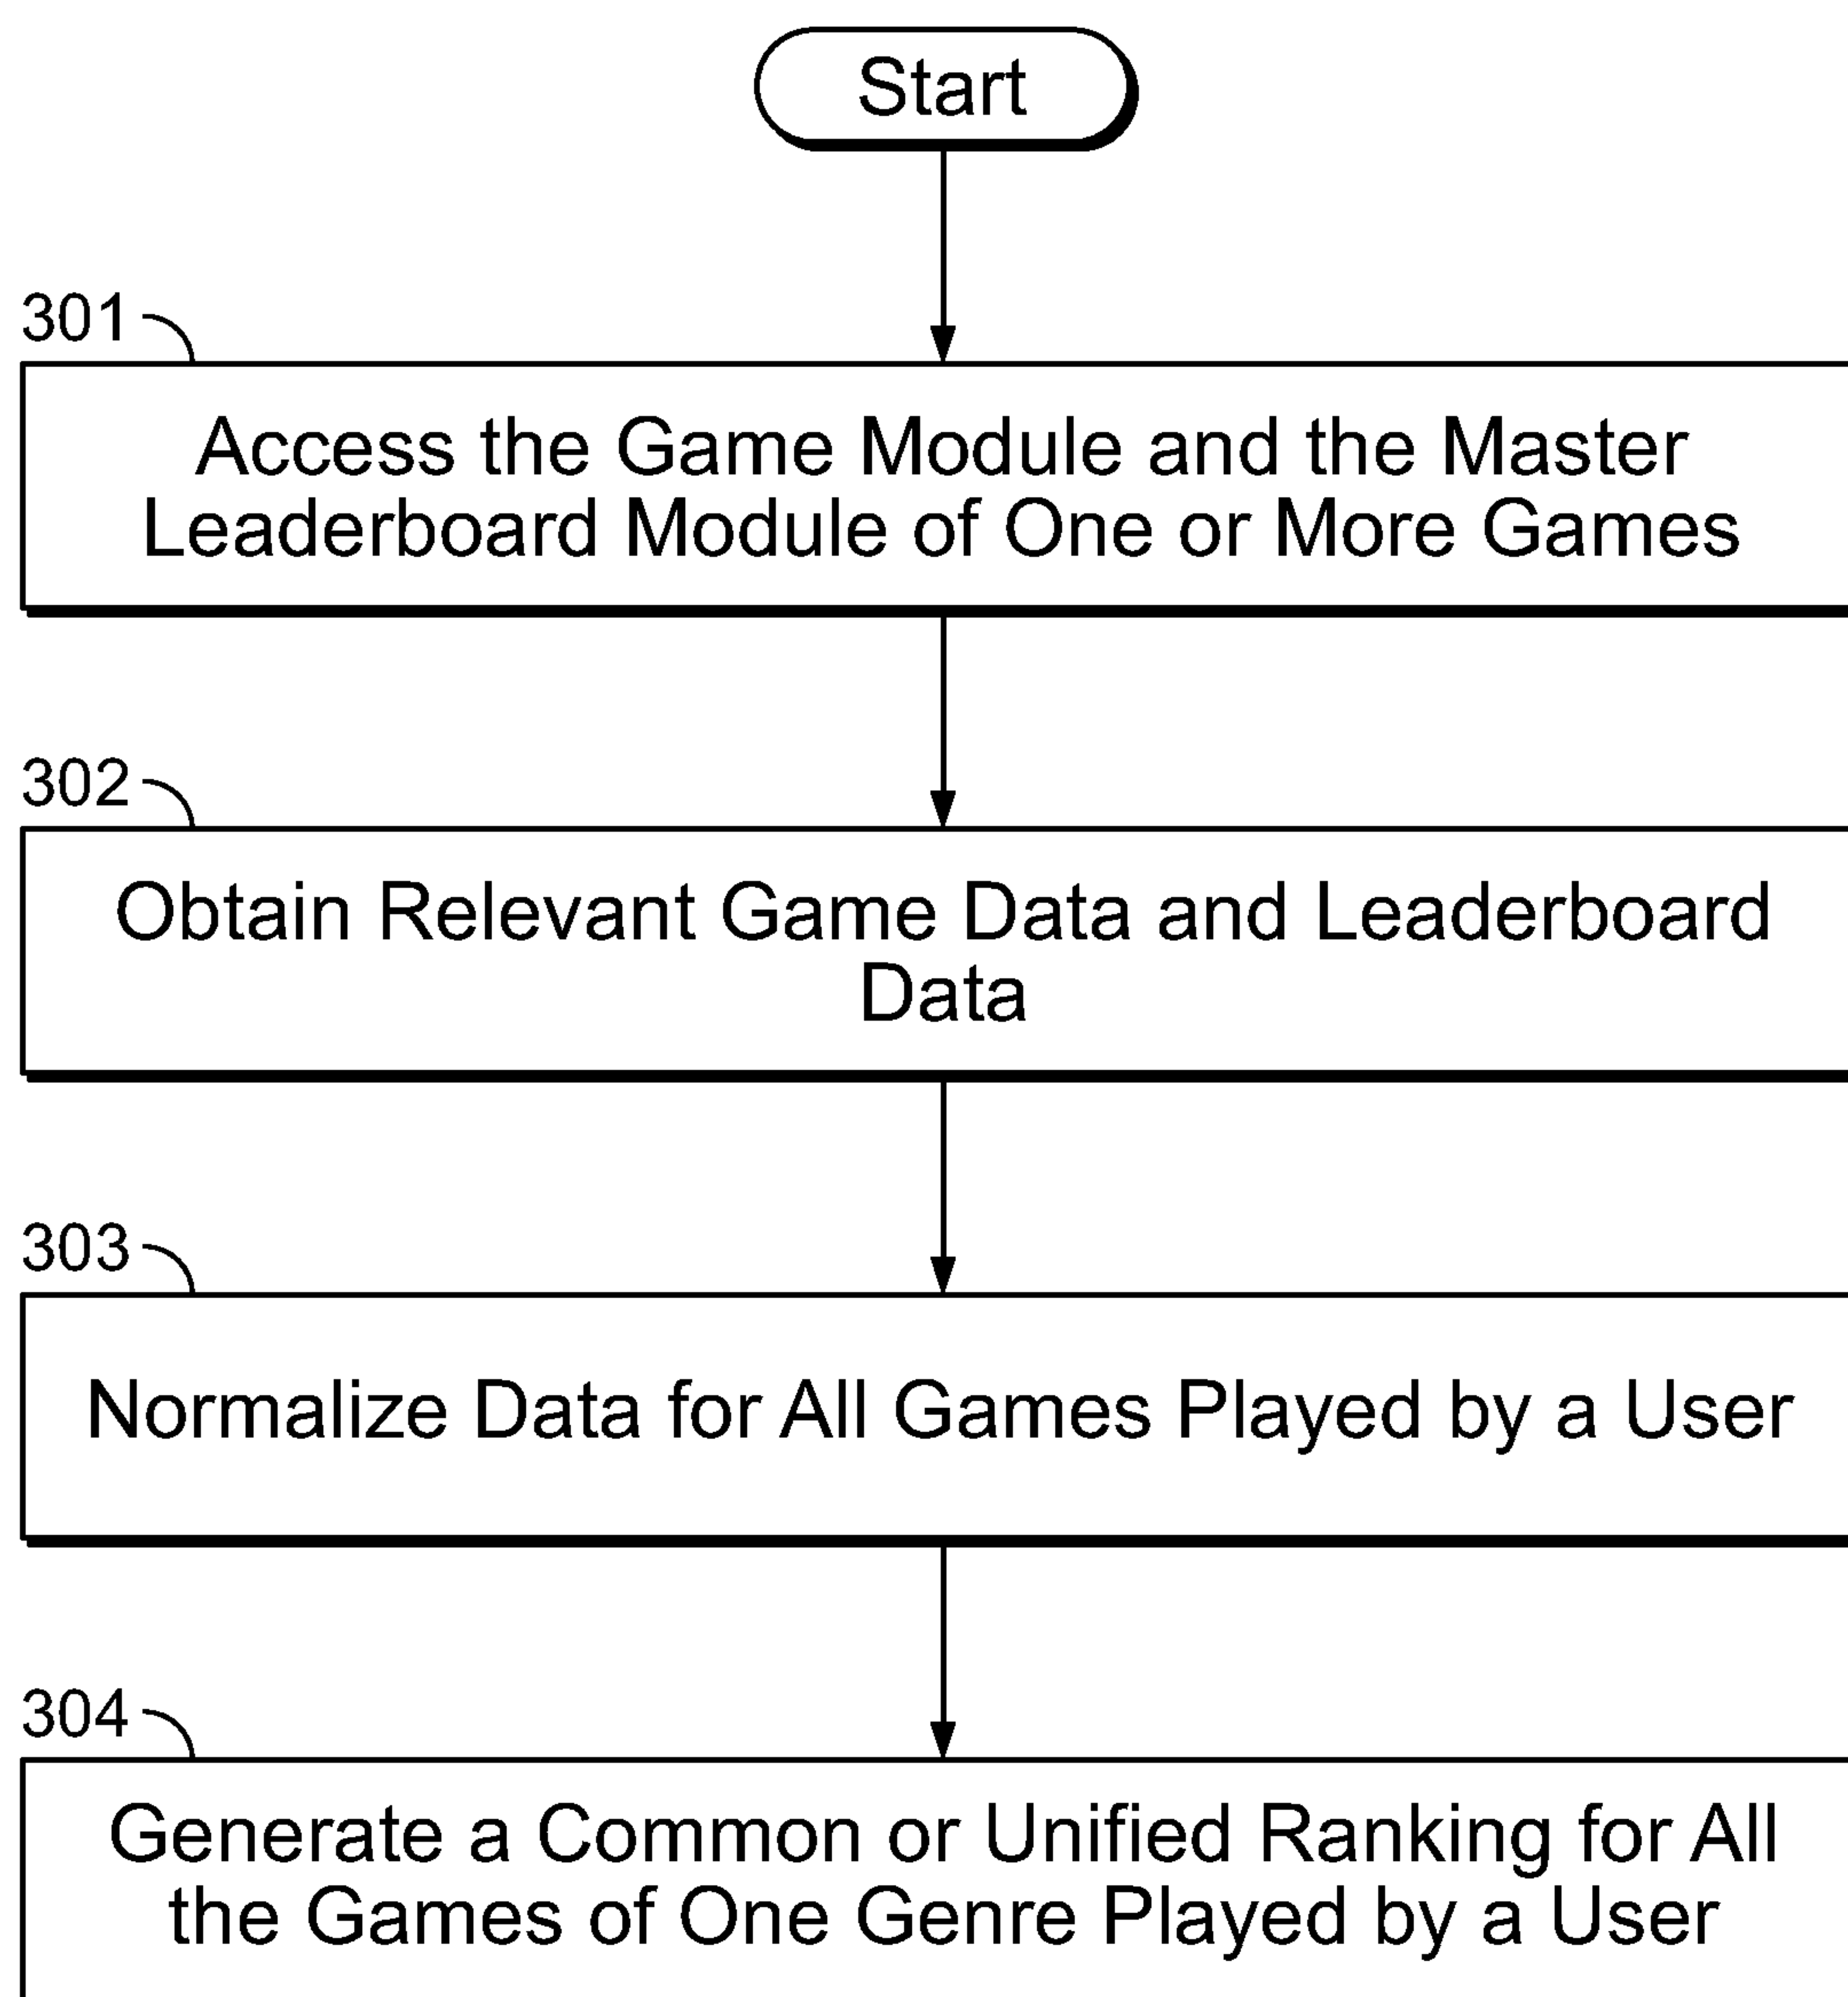 Start
301
Access the Game Module and the Master
Leaderboard Module of One or More Games
302
Obtain Relevant Game Data and Leaderboard
Data
303
Normalize Data for All Games Played by a User
304
Generate a Common or Unified Ranking for All
the Games of One Genre Played by a User